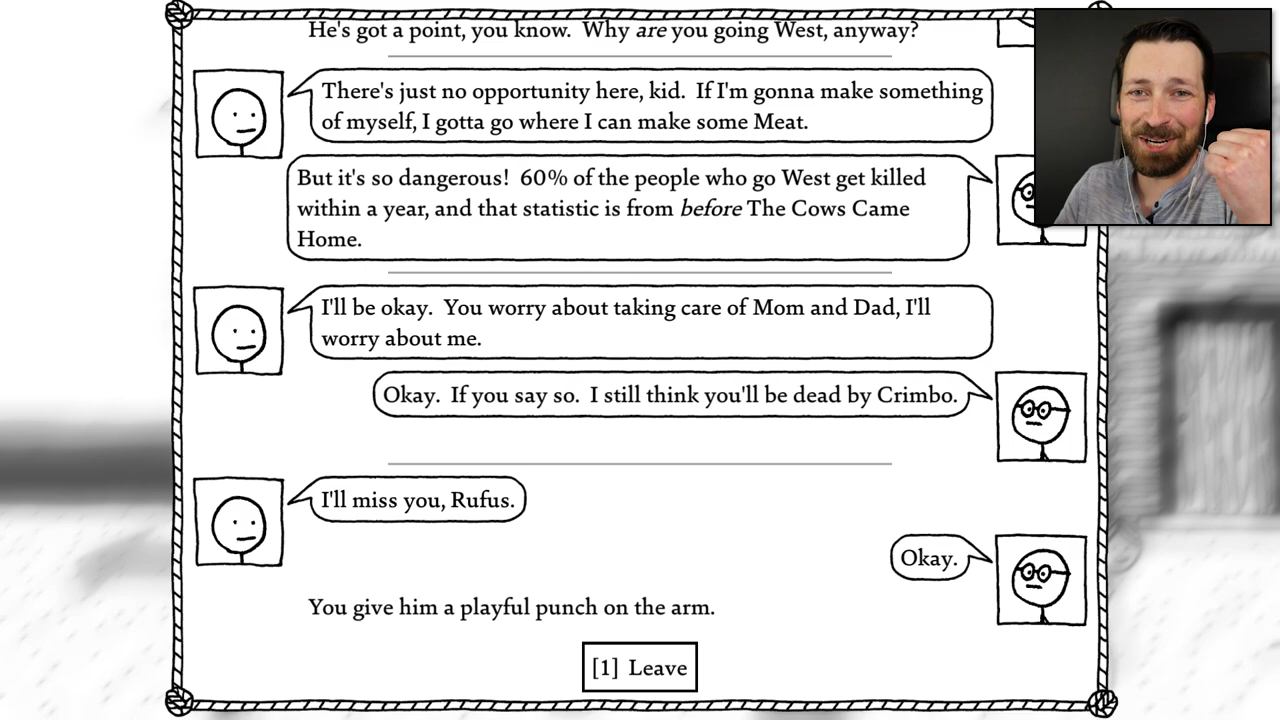 He's got a point, you know. Why are you going West, anyway?
There's just no opportunity here, kid. If I'm gonna make something
of myself, I gotta go where I can make some Meat.
But it's so dangerous! 60% of the people who go West get killed
within a year, and that statistic is from before The Cows Came
Home.
I'll be okay. You worry about taking care of Mom and Dad, I'll
worry about me.
Okay. If you say so. I still think you'll be dead by Crimbo.
I'll miss you, Rufus.
Okay.
You give him a playful punch on the arm.
[1] Leave